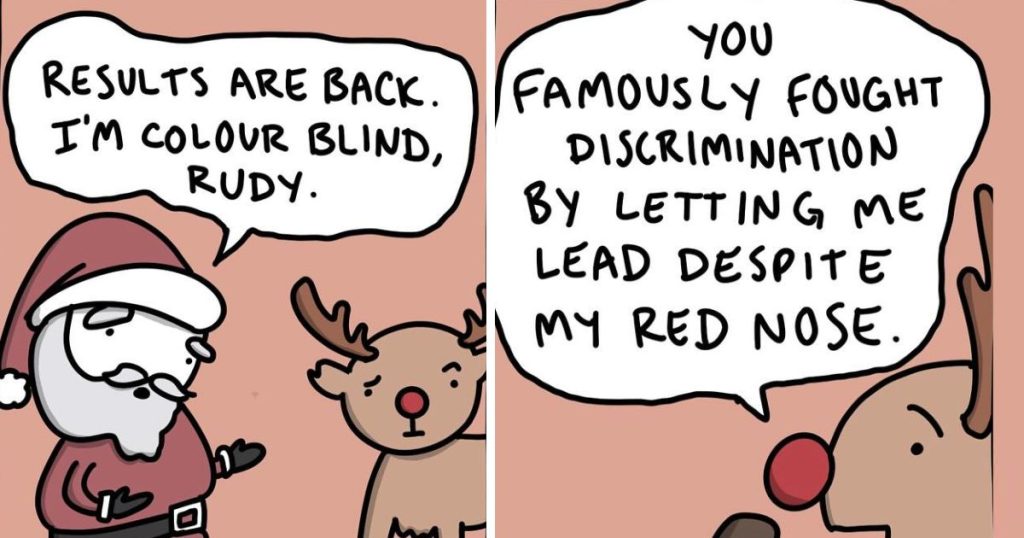 RESULTS ARE BACK.
I'M COLOUR BLIND,
RUDY.
YOU
FAMOUSLY FOUGHT
DISCRIMINATION
BY LETTING ME
LEAD DESPITE
MY RED NOSE.